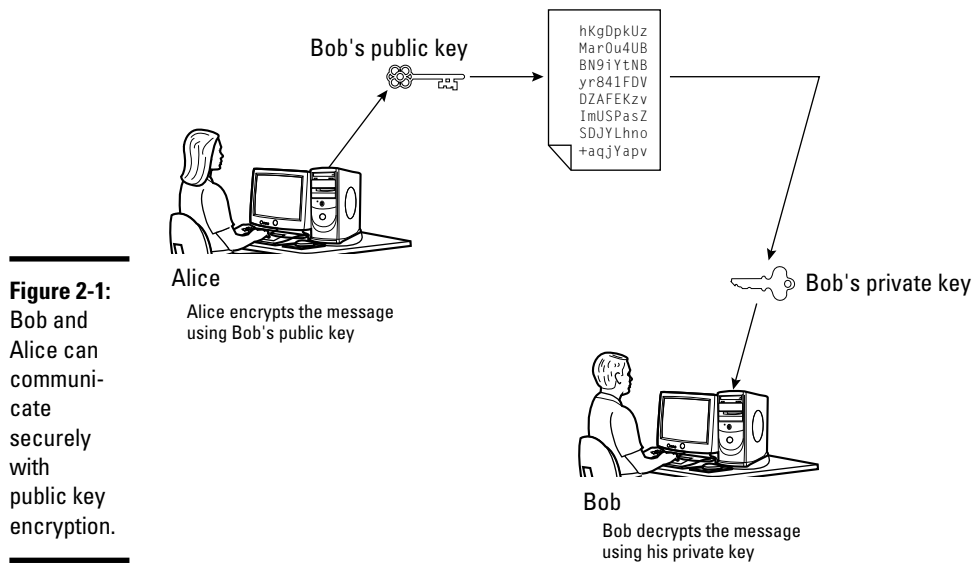 Bob's public key
hKgDpkUz
MarOu4UB
BN9iYtNB
yr841FDV
DZAFEKzv
ImUSPasZ
SDJYLhno
+aqjYapv
Alice
Alice encrypts the message
using Bob's public key
Bob's private key
Bob
Bob decrypts the message
using his private key
Figure 2-1:
Bob and
Alice can
communi-
cate
securely
with
public key
encryption.